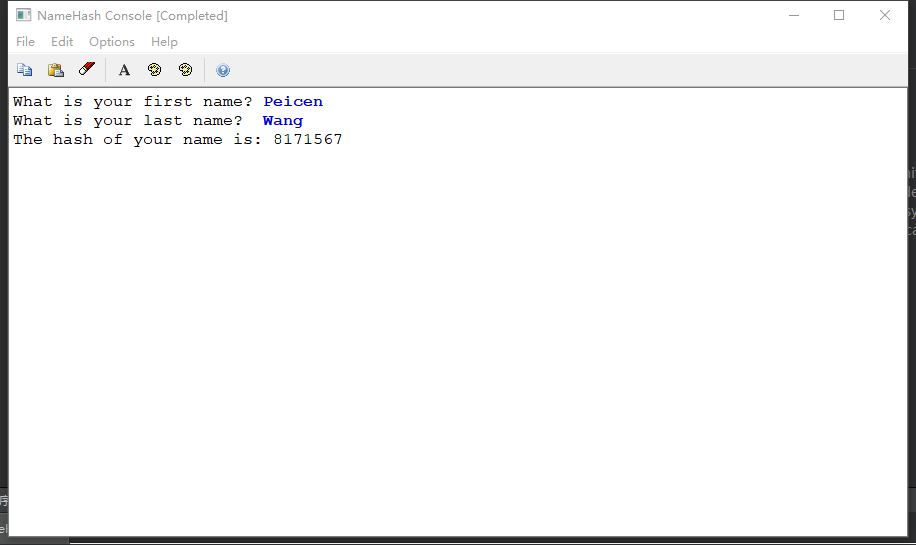 NameHash Console [Completed]
File Edit Options Help
What is your first name? Peicen
What is your last name?  Wang
The hash of your name is: 8171567